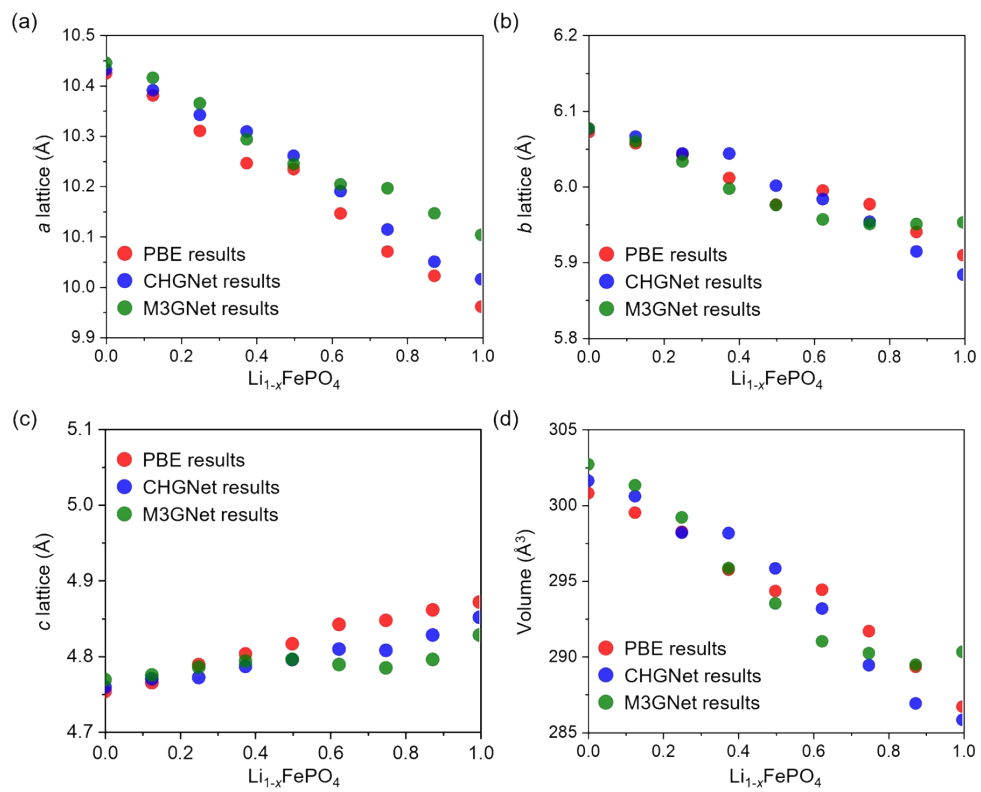 (a)
10.5
10.4
10.3
10.2
10.1
10.0
9.9
a lattice (Å)
PBE results
CHGNet results
M3GNet results
0.0 0.2 0.4 0.6 0.8 1.0
Li1-xFePO4
(b)
6.2
6.1
6.0
5.9
5.8
b lattice (Å)
PBE results
CHGNet results
M3GNet results
0.0 0.2 0.4 0.6 0.8 1.0
Li1-xFePO4
(c)
5.1
5.0
4.9
4.8
4.7
c lattice (Å)
PBE results
CHGNet results
M3GNet results
0.0 0.2 0.4 0.6 0.8 1.0
Li1-xFePO4
(d)
305
300
295
290
285
Volume (Å3)
PBE results
CHGNet results
M3GNet results
0.0 0.2 0.4 0.6 0.8 1.0
Li1-xFePO4